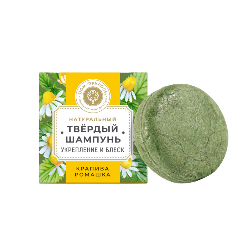 НАТУРАЛЬНЫЙ
ТВЁРДЫЙ
ШАМПУНЬ
УКРЕПЛЕНИЕ И БЛЕСК
КРАПИВА
РОМАШКА